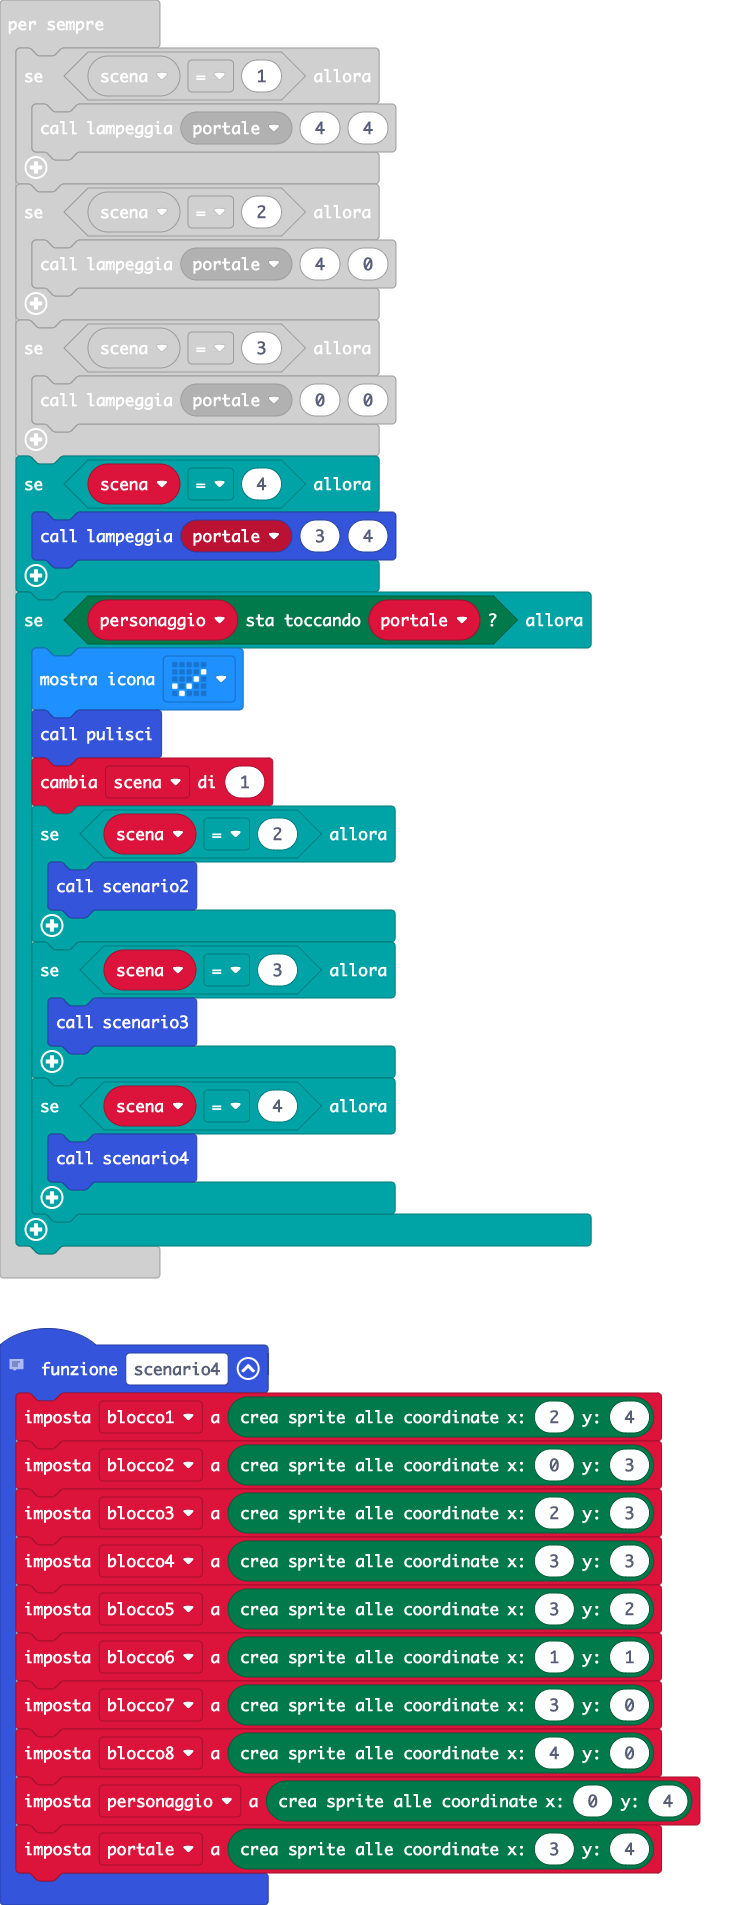 per sempre
se scena = 1 allora
call lampeggia portale 4 4
se scena = 2 allora
call lampeggia portale 4 0
se scena = 3 allora
call lampeggia portale 0 0
se scena = 4 allora
call lampeggia portale 3 4
se personaggio sta toccando portale ? allora
mostra icona
call pulisci
cambia scena di 1
se scena = 2 allora
call scenario2
se scena = 3 allora
call scenario3
se scena = 4 allora
call scenario4
funzione scenario4
imposta blocco1 a crea sprite alle coordinate x: 2 y: 4
imposta blocco2 a crea sprite alle coordinate x: 0 y: 3
imposta blocco3 a crea sprite alle coordinate x: 2 y: 3
imposta blocco4 a crea sprite alle coordinate x: 3 y: 3
imposta blocco5 a crea sprite alle coordinate x: 3 y: 2
imposta blocco6 a crea sprite alle coordinate x: 1 y: 1
imposta blocco7 a crea sprite alle coordinate x: 3 y: 0
imposta blocco8 a crea sprite alle coordinate x: 4 y: 0
imposta personaggio a crea sprite alle coordinate x: 0 y: 4
imposta portale a crea sprite alle coordinate x: 3 y: 4